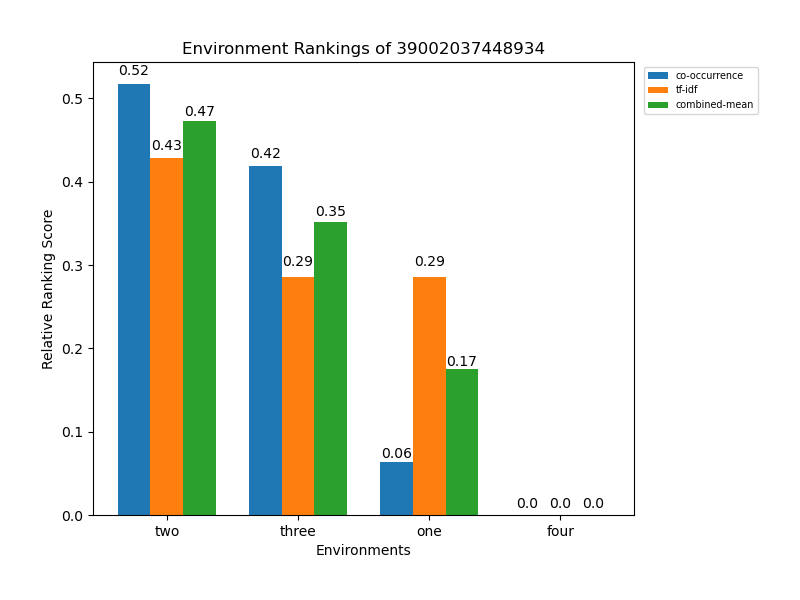 Environment Rankings of 39002037448934
co-occurrence
tf-idf
combined-mean
Relative Ranking Score
0.5
0.4
0.3
0.2
0.1
0.0
0.52
0.43
0.47
0.42
0.29
0.35
0.06
0.29
0.17
0.0 0.0 0.0
two three one four
Environments